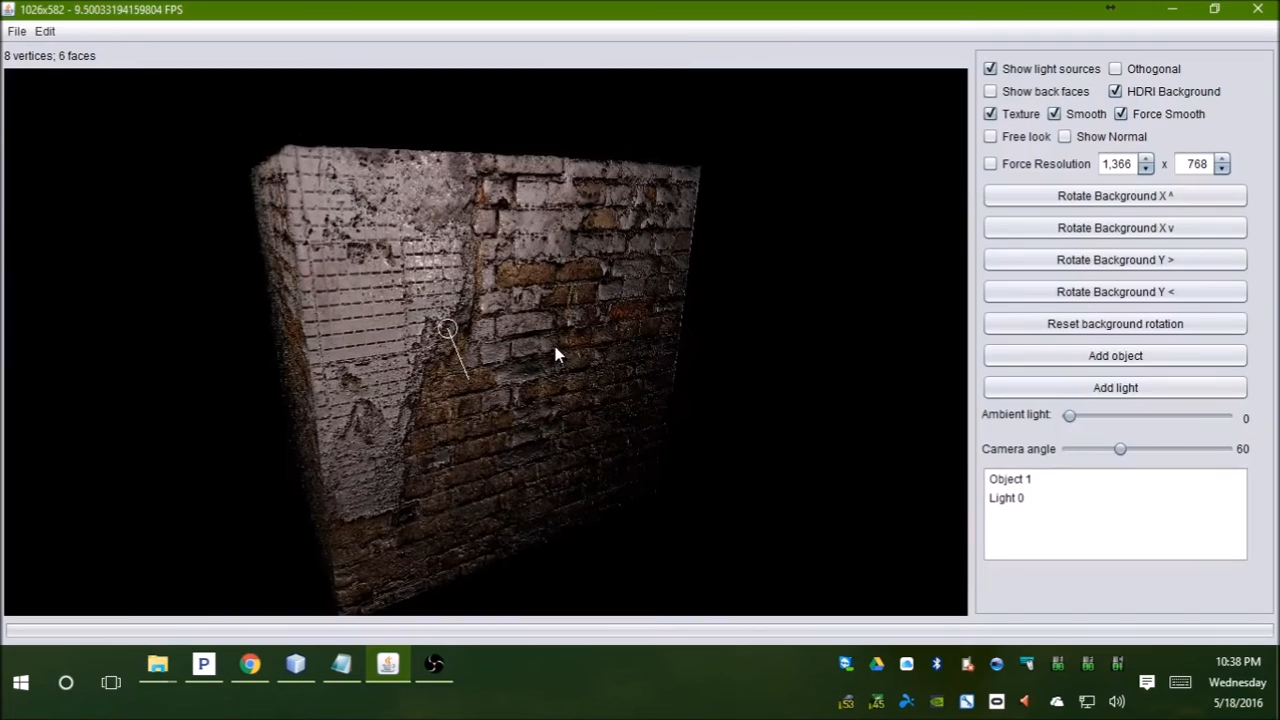 1026x582 - 9.50033194159804 FPS
File Edit
8 vertices; 6 faces
Show light sources Othogonal
Show back faces HDRI Background
Texture Smooth Force Smooth
Free look Show Normal
Force Resolution 1,366 x 768
Rotate Background X ^
Rotate Background X v
Rotate Background Y >
Rotate Background Y <
Reset background rotation
Add object
Add light
Ambient light: 0
Camera angle 60
Object 1
Light 0
P
10:38 PM
Wednesday
53 45
5/18/2016